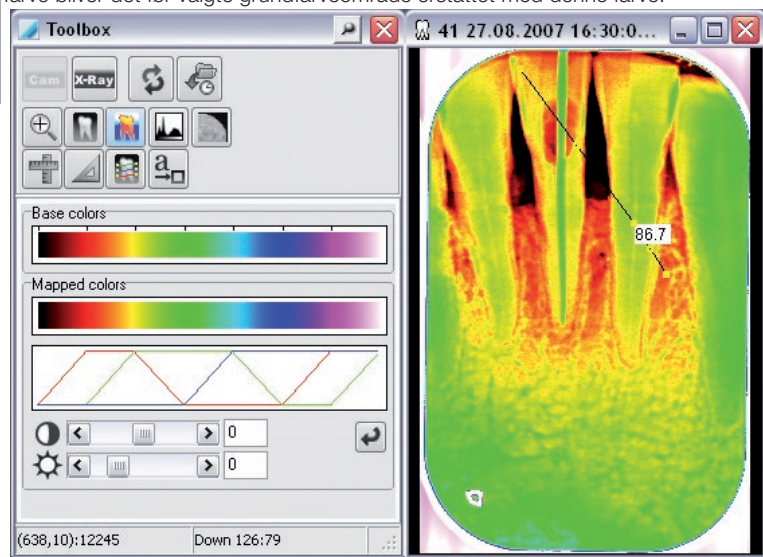 farve bliver det før valgte grundfarveområde erstattet med denne farve.
Toolbox
Cam X-Ray
a
Base colors
Mapped colors
0
0
(638,10):12245 Down 126:79
41 27.08.2007 16:30:0...
86.7